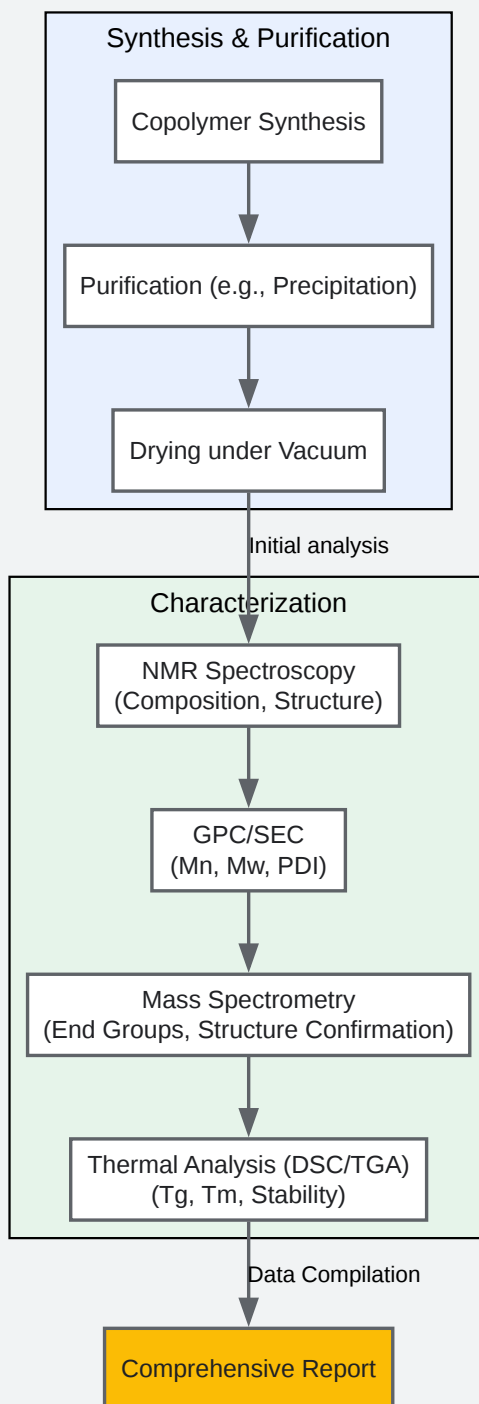 Synthesis & Purification
Copolymer Synthesis
Purification (e.g., Precipitation)
Drying under Vacuum
Initial analysis
Characterization
NMR Spectroscopy
(Composition, Structure)
GPC/SEC
(Mn, Mw, PDI)
Mass Spectrometry
(End Groups, Structure Confirmation)
Thermal Analysis (DSC/TGA)
(Tg, Tm, Stability)
Data Compilation
Comprehensive Report